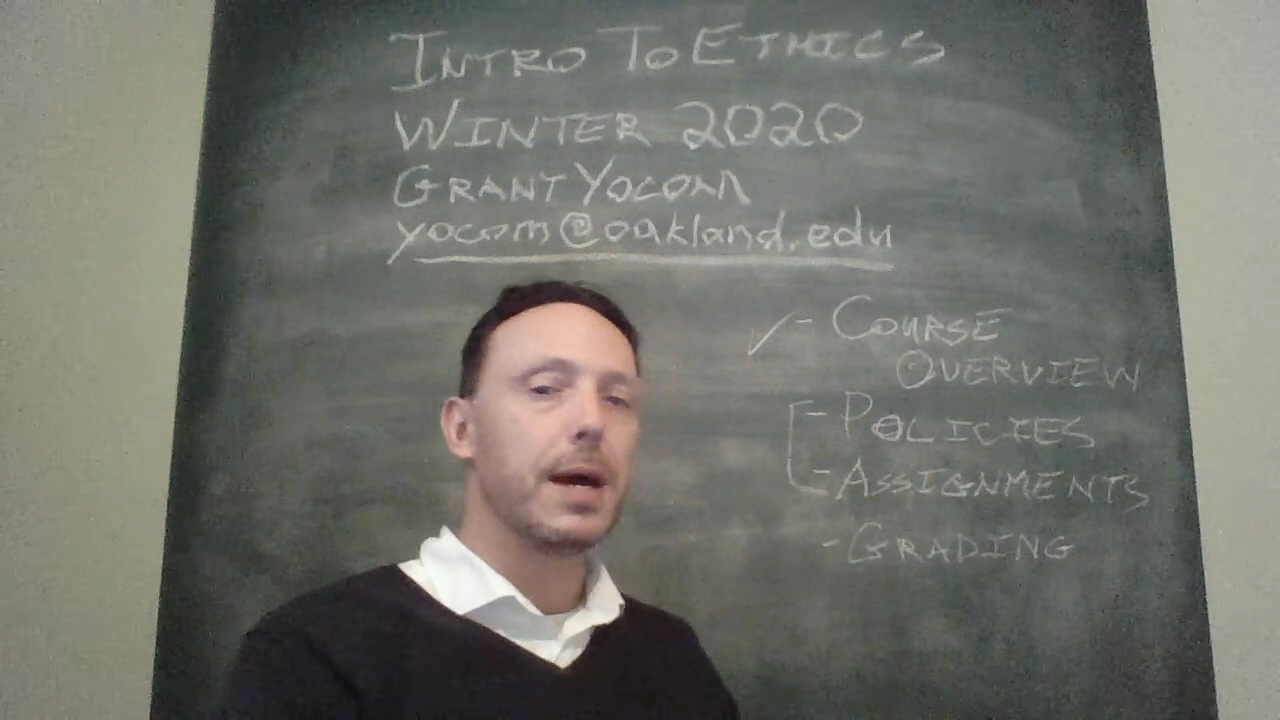 INTRO TO ETHICS
WINTER 2020
GRANT YOCOM
yocom@oakland.edu
✓ - COURSE
OVERVIEW
- POLICIES
- ASSIGNMENTS
- GRADING